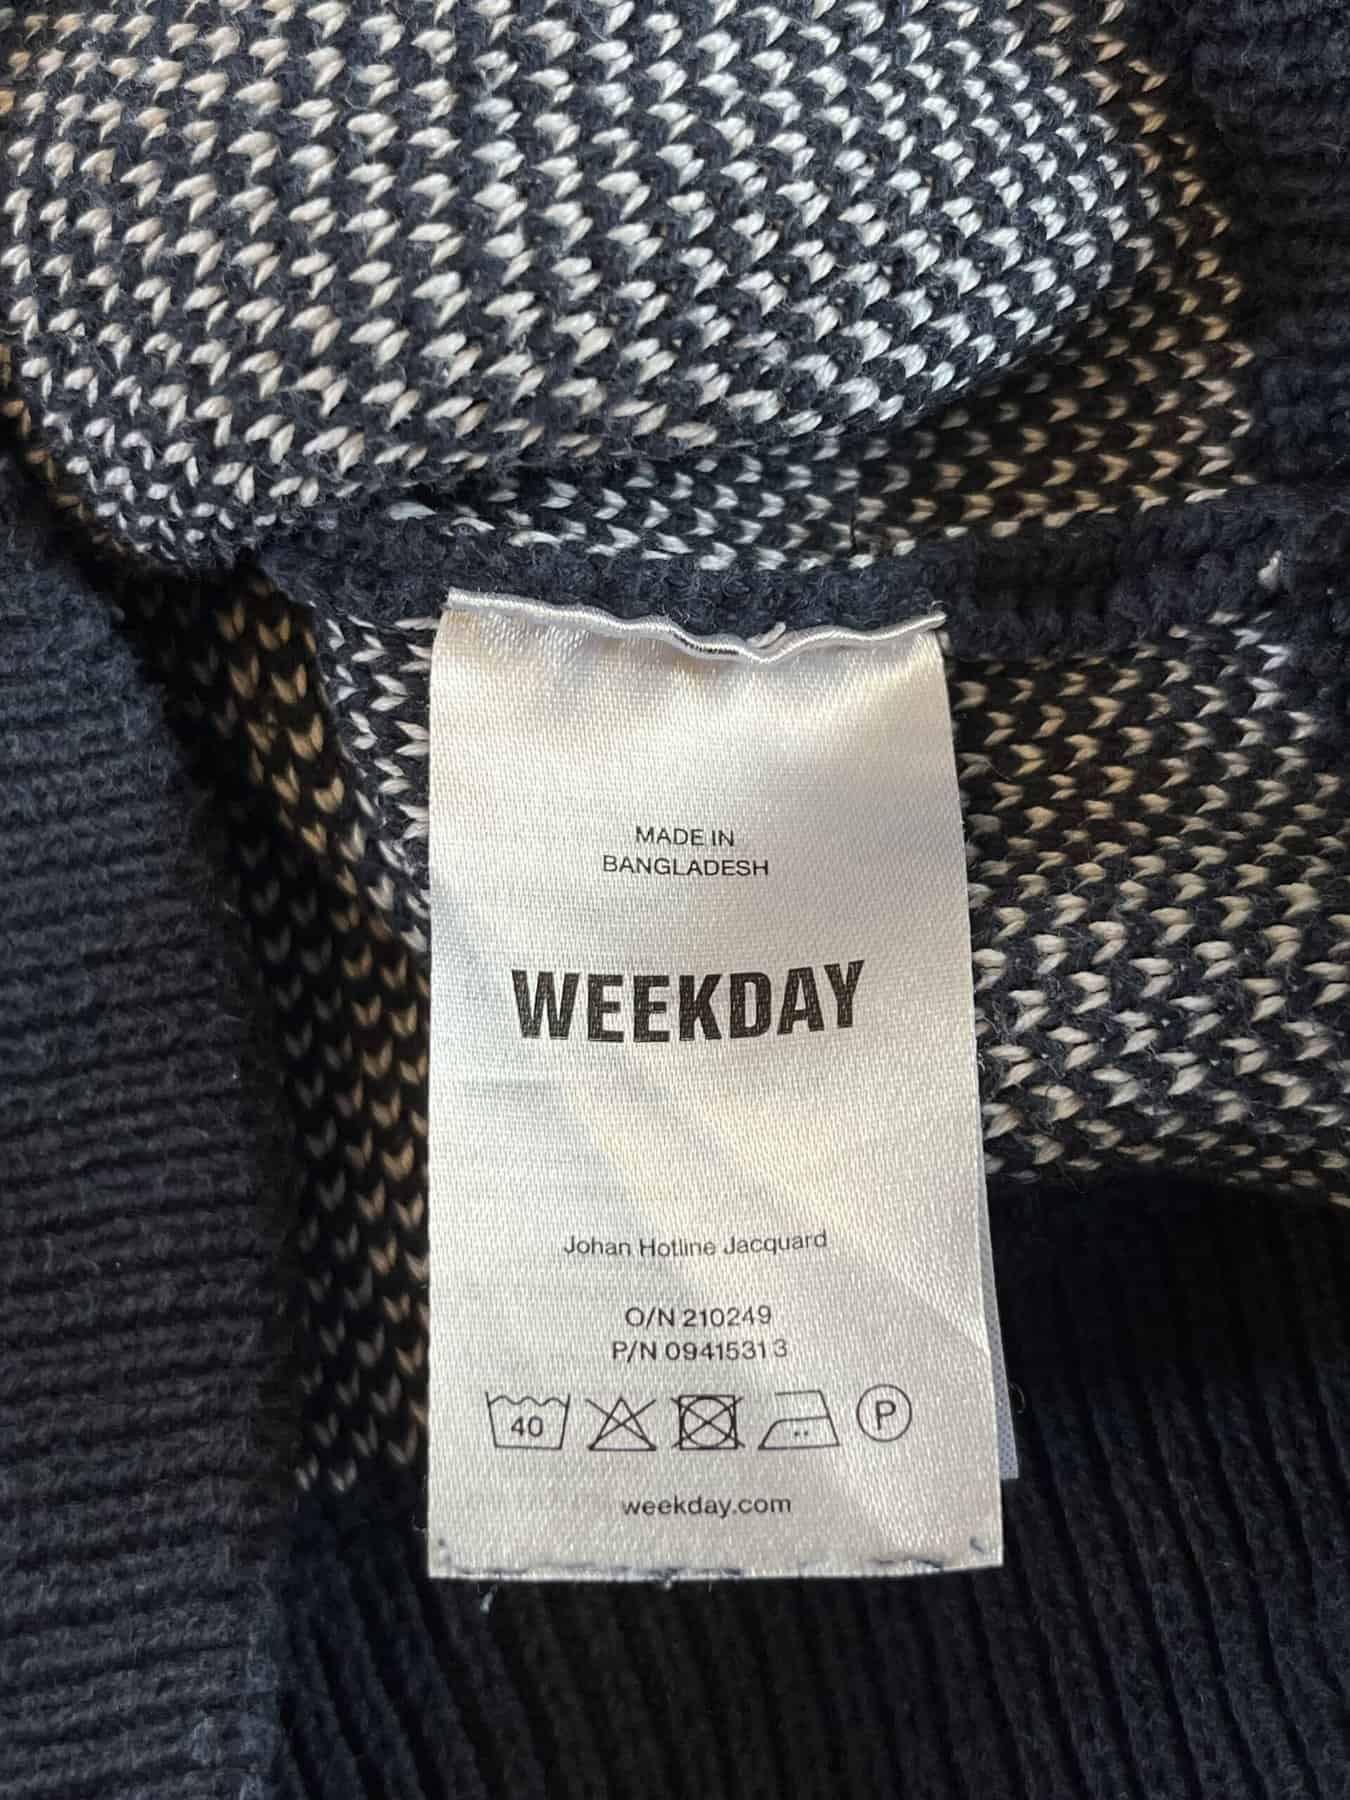 MADE IN
BANGLADESH
WEEKDAY
Johan Hotline Jacquard
O/N 210249
P/N 09415313
40 P
weekday.com